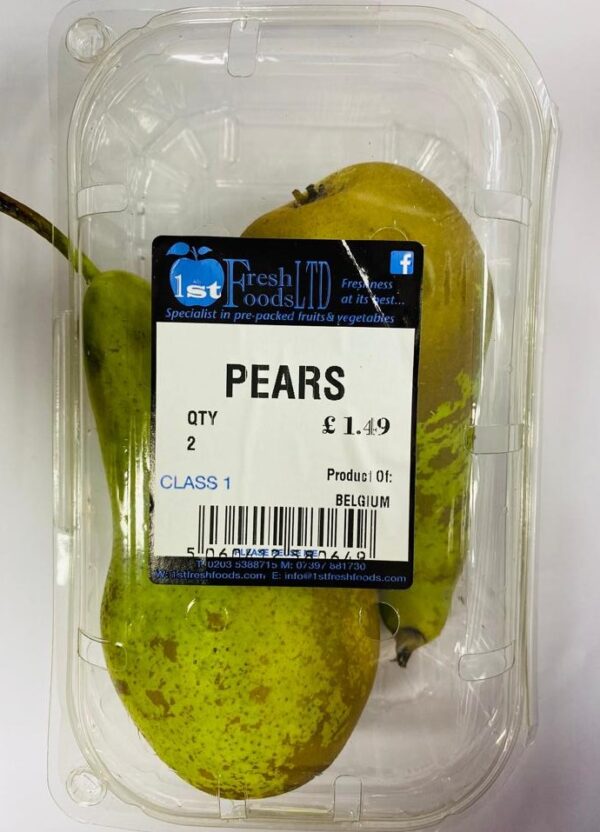 1st Fresh Foods LTD
Freshness
at its best...
Specialist in pre-packed fruits & vegetables
PEARS
QTY
£ 1.49
2
Product Of:
CLASS 1
BELGIUM
T: 0203 5388715 M: 07397 881730
W: 1stfreshfoods.com E: info@1stfreshfoods.com